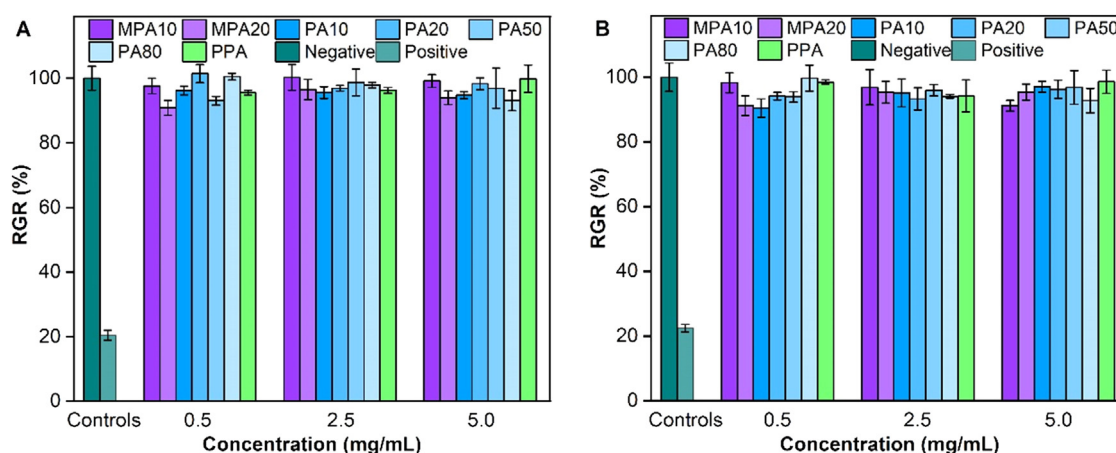 A
MPA10 MPA20 PA10 PA20 PA50
PA80 PPA Negative Positive
100
80
60
40
20
0
RGR (%)
Controls 0.5 2.5 5.0
Concentration (mg/mL)
B
MPA10 MPA20 PA10 PA20 PA50
PA80 PPA Negative Positive
100
80
60
40
20
0
RGR (%)
Controls 0.5 2.5 5.0
Concentration (mg/mL)